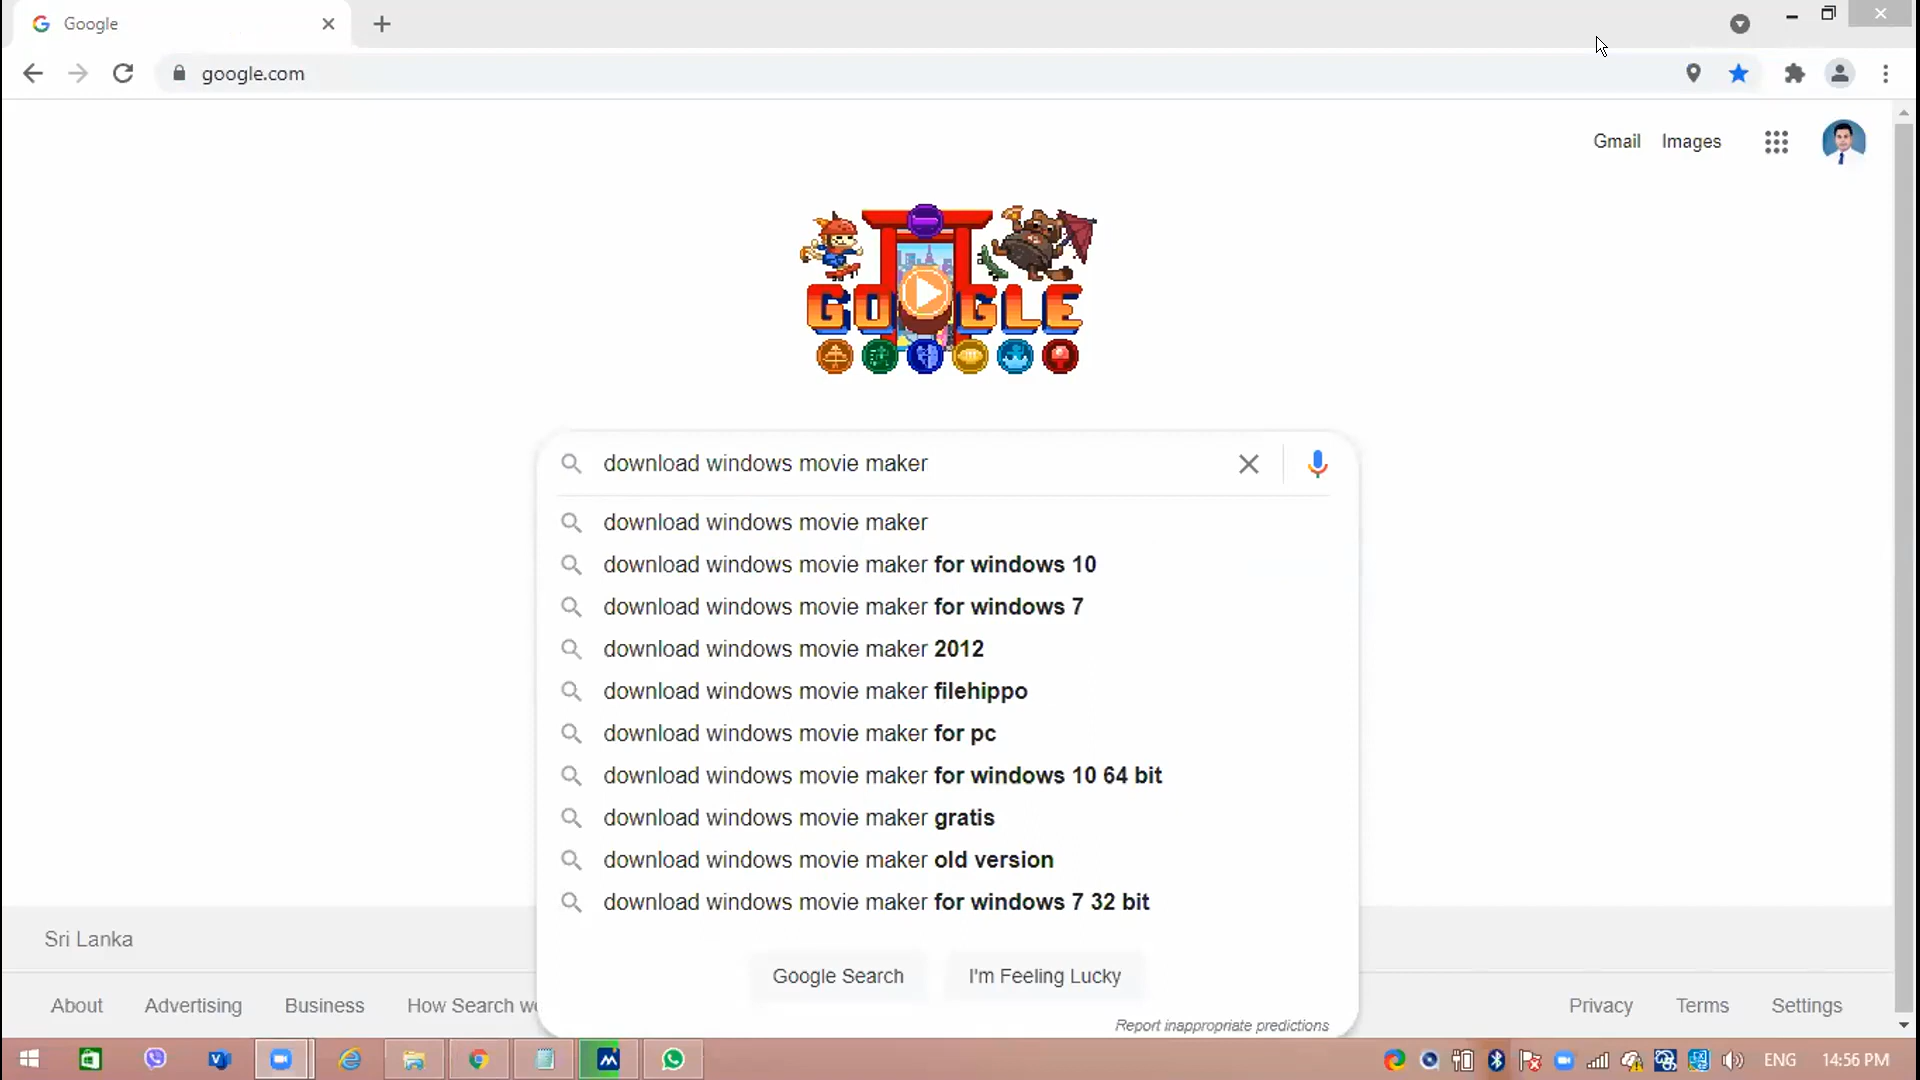 Google
google.com
Gmail Images
GOOGLE
download windows movie maker
download windows movie maker
download windows movie maker for windows 10
download windows movie maker for windows 7
download windows movie maker 2012
download windows movie maker filehippo
download windows movie maker for pc
download windows movie maker for windows 10 64 bit
download windows movie maker gratis
download windows movie maker old version
download windows movie maker for windows 7 32 bit
Sri Lanka
Google Search I'm Feeling Lucky
About Advertising Business How Search Privacy Terms Settings
Report inappropriate predictions
ENG 14:56 PM